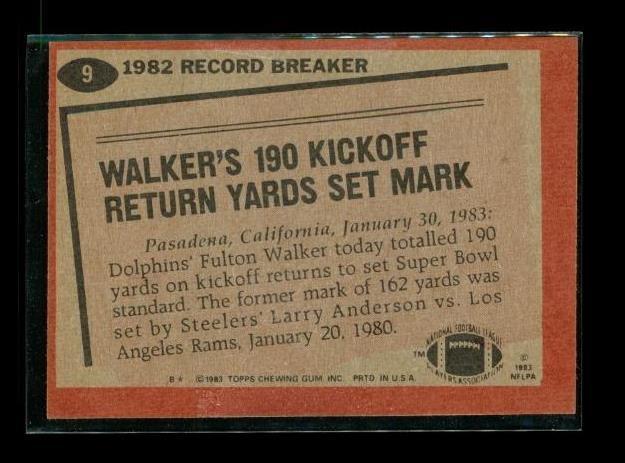 9
1982 RECORD BREAKER
WALKER'S 190 KICKOFF
RETURN YARDS SET MARK
Pasadena, California, January 30, 1983:
Dolphins' Fulton Walker today totalled 190
yards on kickoff returns to set Super Bowl
standard. The former mark of 162 yards was
set by Steelers' Larry Anderson vs. Los
Angeles Rams, January 20, 1980.
NATIONAL FOOTBALL LEAGUE
TM
©
1983
NFLPA
B* ©1983 TOPPS CHEWING GUM INC. PRTD IN U.S.A.